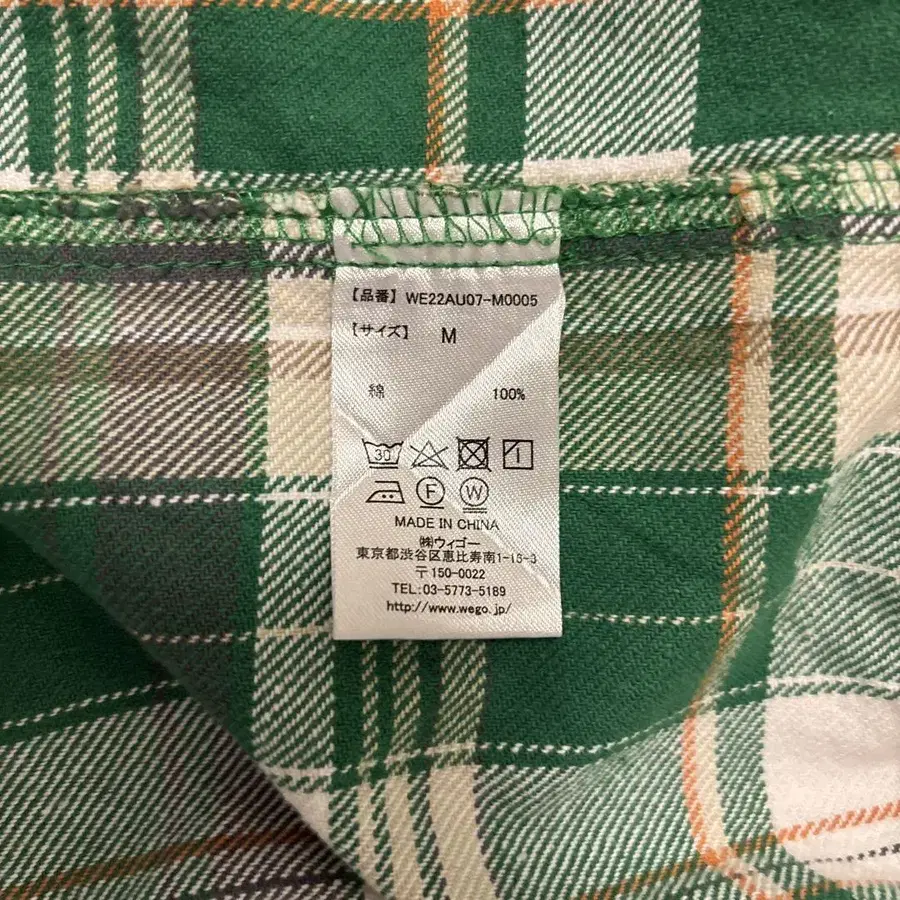 【品番】 WE22AU07-M0005
【サイズ】 M
綿 100%
30
F W
MADE IN CHINA
㈱ウィゴー
東京都渋谷区恵比寿南1-16-3
〒150-0022
TEL:03-5773-5189
http://www.wego.jp/